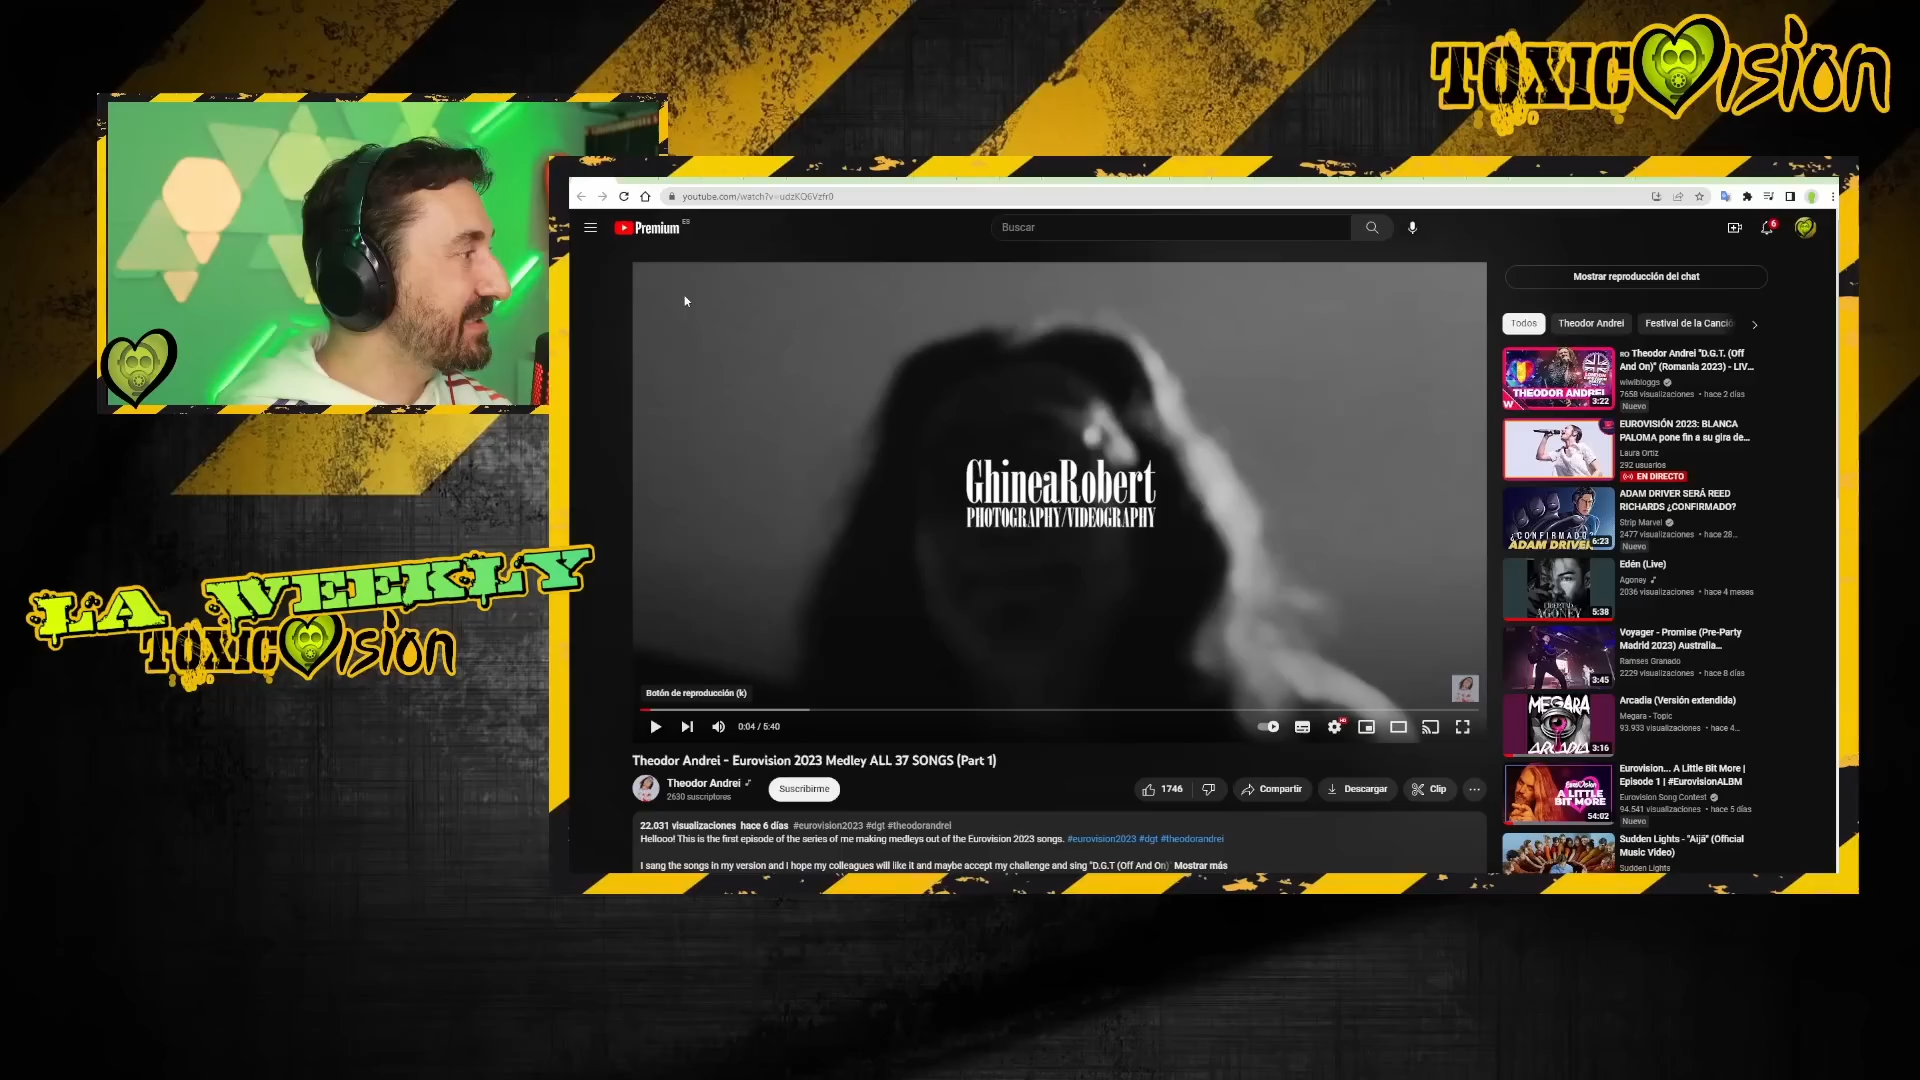 TOXICVision
LA WEEKLY
TOXICVision
youtube.com/watch?v=udzKQ6Vzfr0
Premium
ES
Buscar
6
GhineaRobert
PHOTOGRAPHY/VIDEOGRAPHY
Botón de reproducción (k)
0:04 / 5:40
Theodor Andrei - Eurovision 2023 Medley ALL 37 SONGS (Part 1)
Theodor Andrei
2630 suscriptores
Suscribirme
1746
Compartir
Descargar
Clip
22.031 visualizaciones hace 6 días #eurovision2023 #dgt #theodorandrei
Hellooo! This is the first episode of the series of me making medleys out of the Eurovision 2023 songs. #eurovision2023 #dgt #theodorandrei
I sang the songs in my version and I hope my colleagues will like it and maybe accept my challenge and sing "D.G.T (Off And On)" Mostrar más
Mostrar reproducción del chat
Todos
Theodor Andrei
Festival de la Canció
THEODOR ANDREI
3:22
RO Theodor Andrei "D.G.T. (Off
And On)" (Romania 2023) - LIV...
wiwibloggs
7658 visualizaciones • hace 2 días
Nuevo
EUROVISIÓN 2023: BLANCA
PALOMA pone fin a su gira de...
Laura Ortiz
292 usuarios
EN DIRECTO
¿CONFIRMADO?
ADAM DRIVER
6:23
ADAM DRIVER SERÁ REED
RICHARDS ¿CONFIRMADO?
Strip Marvel
2477 visualizaciones • hace 28...
Nuevo
LIBERTAD
AGONEY
5:38
Edén (Live)
Agoney
2036 visualizaciones • hace 4 meses
3:45
Voyager - Promise (Pre-Party
Madrid 2023) Australia...
Ramses Granado
2229 visualizaciones • hace 8 días
MEGARA
ARCADIA
3:16
Arcadia (Versión extendida)
Megara - Topic
93.933 visualizaciones • hace 4...
A LITTLE
BIT MORE
54:02
Eurovision... A Little Bit More |
Episode 1 | #EurovisionALBM
Eurovision Song Contest
94.541 visualizaciones • hace 5 días
Nuevo
Sudden Lights - "Aijā" (Official
Music Video)
Sudden Lights